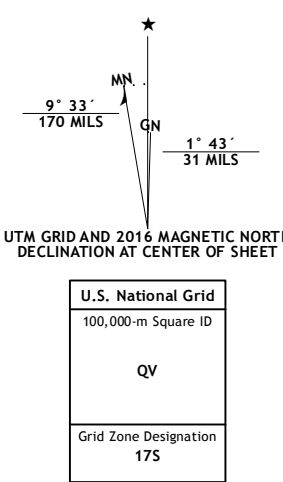 MN
9° 33´
170 MILS
GN
1° 43´
31 MILS
UTM GRID AND 2016 MAGNETIC NORT
DECLINATION AT CENTER OF SHEET
U.S. National Grid
100,000-m Square ID
QV
Grid Zone Designation
17S